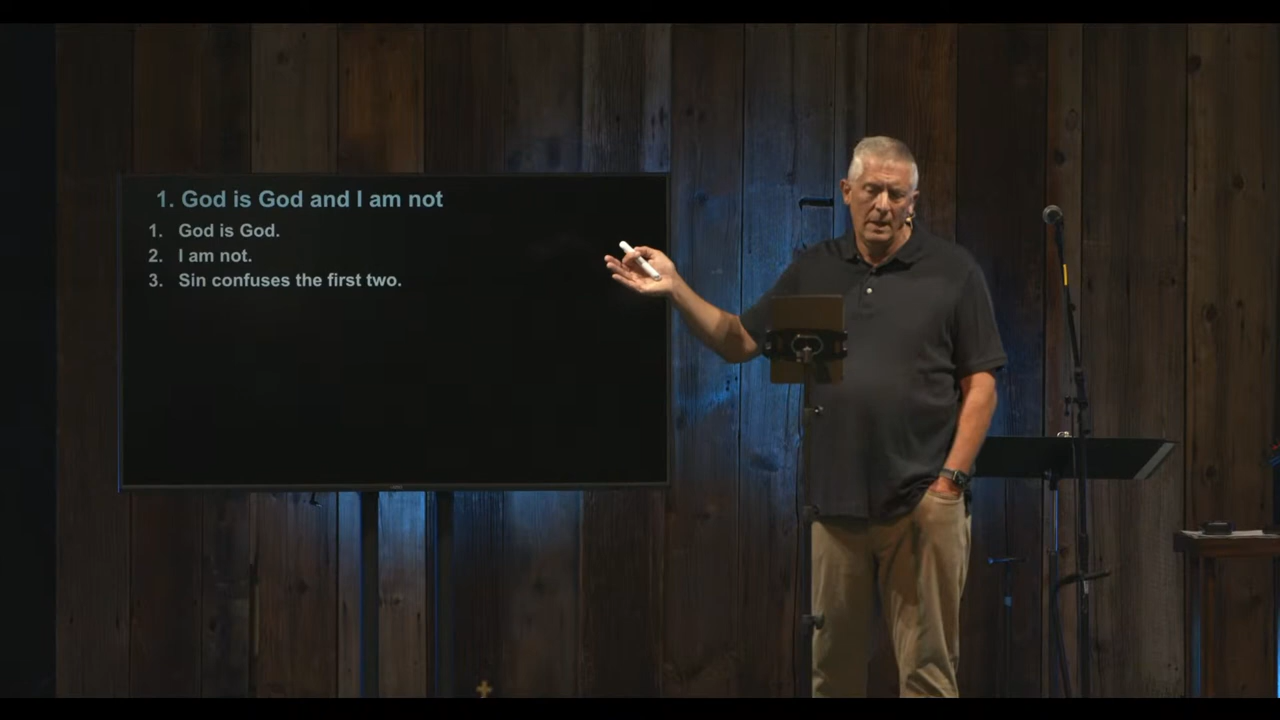 1. God is God and I am not
1. God is God.
2. I am not.
3. Sin confuses the first two.